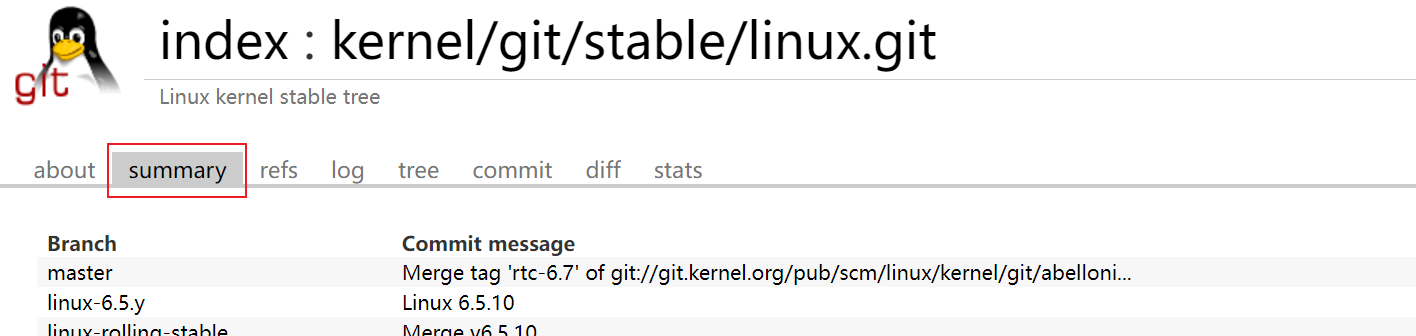 git
index : kernel/git/stable/linux.git
Linux kernel stable tree
about summary refs log tree commit diff stats
Branch Commit message
master Merge tag 'rtc-6.7' of git://git.kernel.org/pub/scm/linux/kernel/git/abelloni...
linux-6.5.y Linux 6.5.10
linux-rolling-stable Merge v6.5.10